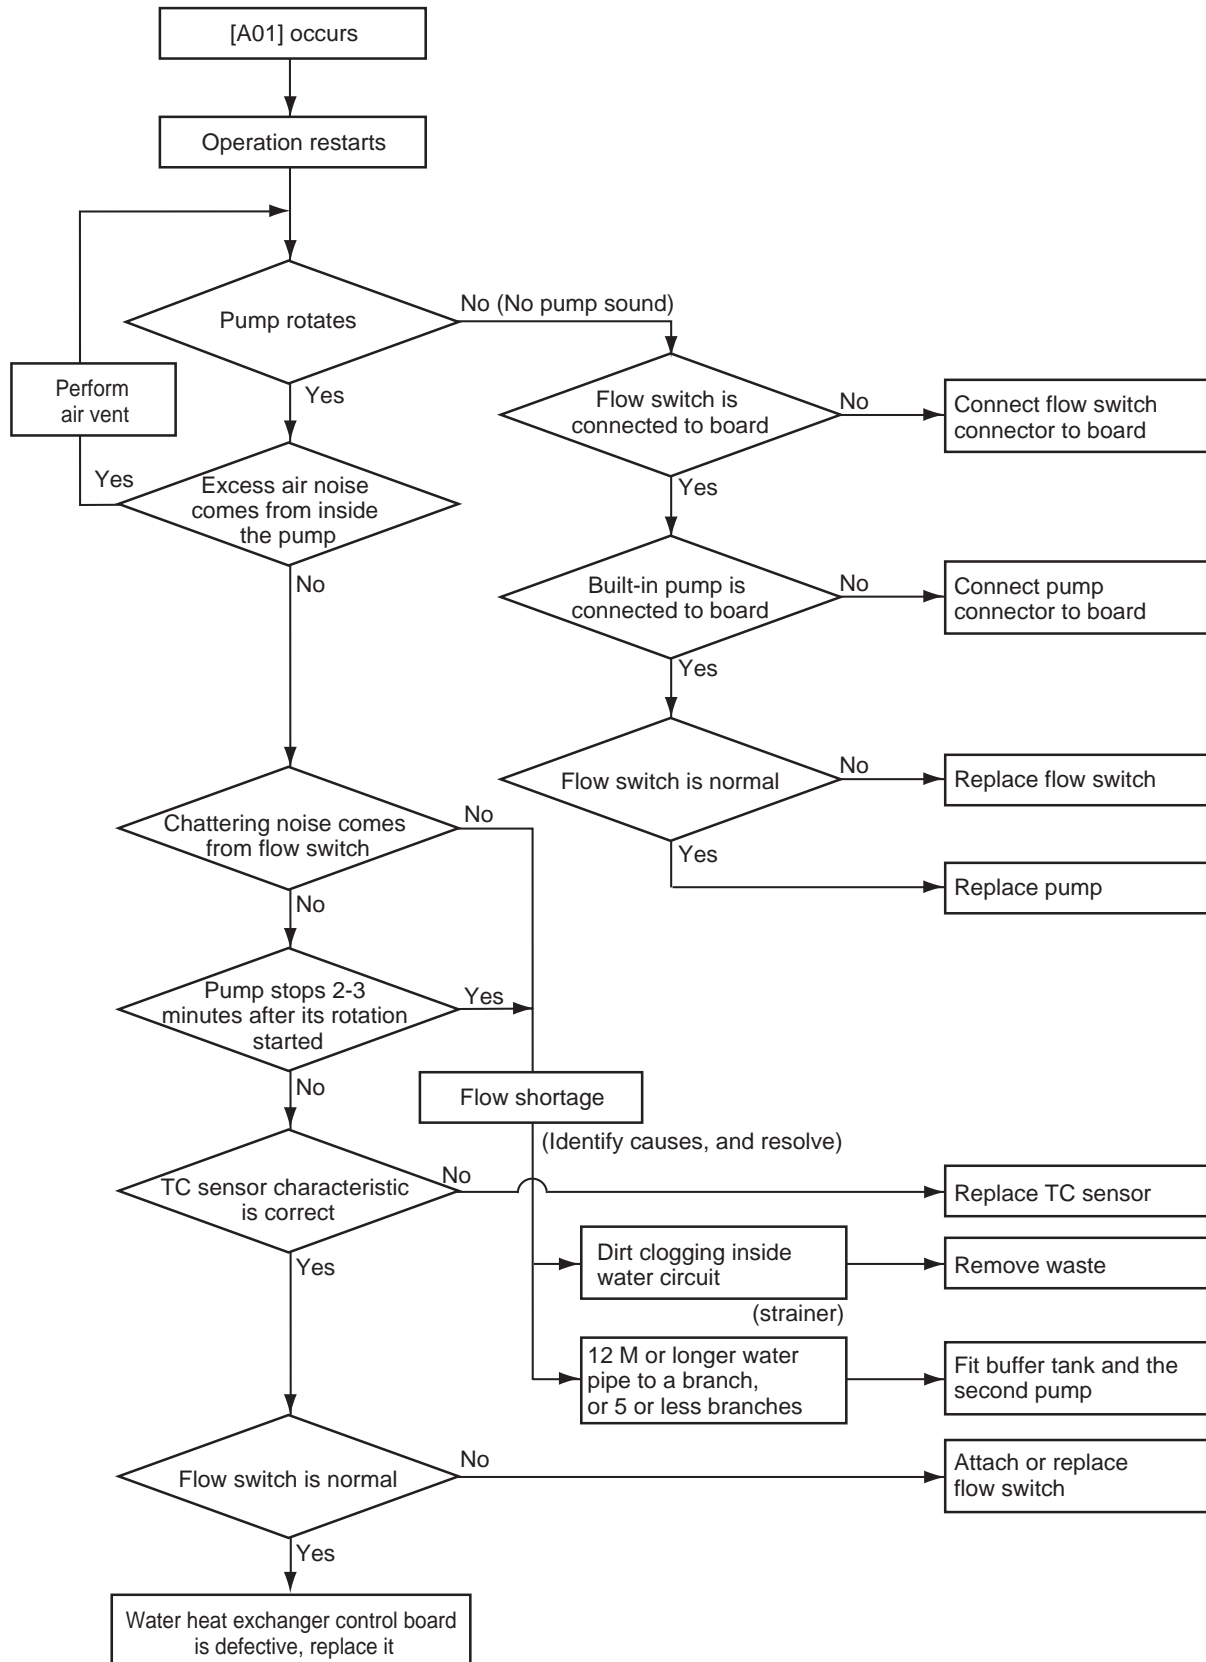 [A01] occurs
Operation restarts
Pump rotates
No (No pump sound)
Perform
air vent
Yes
Flow switch is
connected to board
No
Connect flow switch
connector to board
Yes
Excess air noise
comes from inside
the pump
Yes
No
Built-in pump is
connected to board
No
Connect pump
connector to board
Yes
Flow switch is normal
No
Replace flow switch
Yes
Replace pump
Chattering noise comes
from flow switch
No
No
Pump stops 2-3
minutes after its rotation
started
Yes
No
Flow shortage
(Identify causes, and resolve)
TC sensor characteristic
is correct
No
Replace TC sensor
Yes
Dirt clogging inside
water circuit
(strainer)
Remove waste
12 M or longer water
pipe to a branch,
or 5 or less branches
Fit buffer tank and the
second pump
Flow switch is normal
No
Attach or replace
flow switch
Yes
Water heat exchanger control board
is defective, replace it